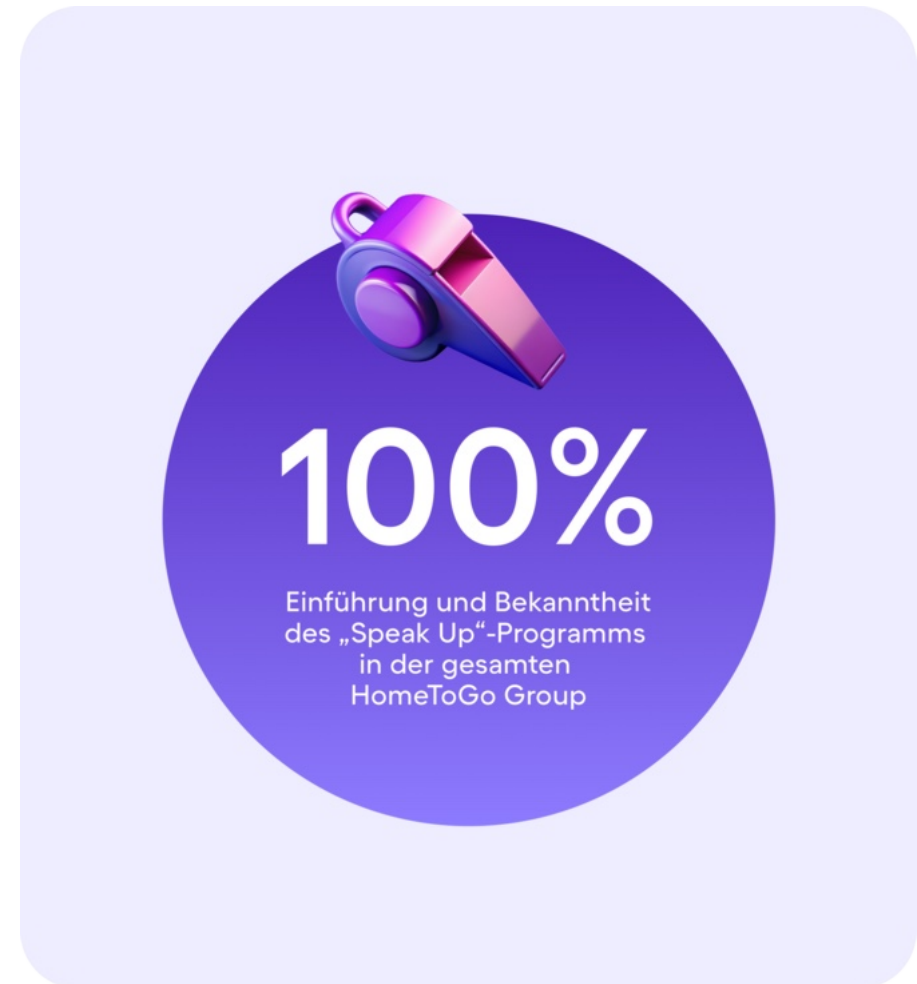 100%
Einführung und Bekanntheit
des „Speak Up“-Programms
in der gesamten
HomeToGo Group